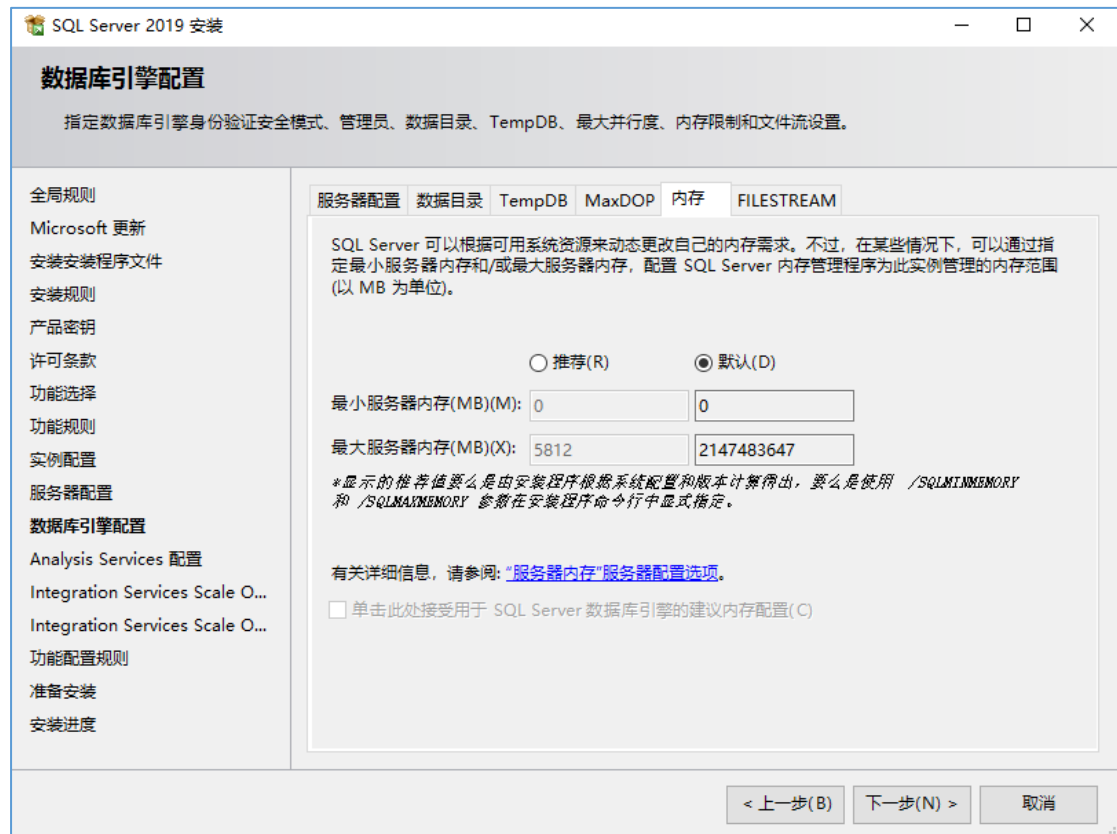 SQL Server 2019 安装
数据库引擎配置
指定数据库引擎身份验证安全模式、管理员、数据目录、TempDB、最大并行度、内存限制和文件流设置。
全局规则
Microsoft 更新
安装安装程序文件
安装规则
产品密钥
许可条款
功能选择
功能规则
实例配置
服务器配置
数据库引擎配置
Analysis Services 配置
Integration Services Scale O...
Integration Services Scale O...
功能配置规则
准备安装
安装进度
服务器配置 数据目录 TempDB MaxDOP 内存 FILESTREAM
SQL Server 可以根据可用系统资源来动态更改自己的内存需求。不过，在某些情况下，可以通过指
定最小服务器内存和/或最大服务器内存，配置 SQL Server 内存管理程序为此实例管理的内存范围
(以 MB 为单位)。
推荐(R) 默认(D)
最小服务器内存(MB)(M): 0 0
最大服务器内存(MB)(X): 5812 2147483647
*显示的推荐值要么是由安装程序根据系统配置和版本计算得出，要么是使用 /SQLMINMEMORY
和 /SQLMAXMEMORY 参数在安装程序命令行中显式指定。
有关详细信息，请参阅: “服务器内存”服务器配置选项。
单击此处接受用于 SQL Server 数据库引擎的建议内存配置(C)
< 上一步(B) 下一步(N) > 取消